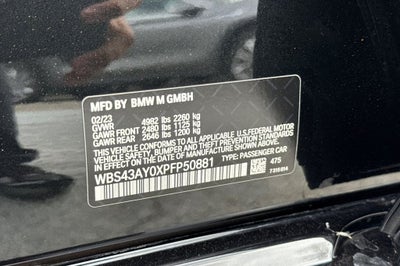 MFD BY BMW M GMBH
02/23
GVWR 4982 lbs 2260 kg
GAWR FRONT 2480 lbs 1125 kg
GAWR REAR 2646 lbs 1200 kg
THIS VEHICLE CONFORMS TO ALL APPLICABLE U.S. FEDERAL MOTOR
VEHICLE SAFETY, BUMPER AND THEFT PREVENTION STANDARDS
IN EFFECT ON THE DATE OF MANUFACTURE SHOWN ABOVE.
WBS43AY0XPFP50881 TYPE: PASSENGER CAR
475